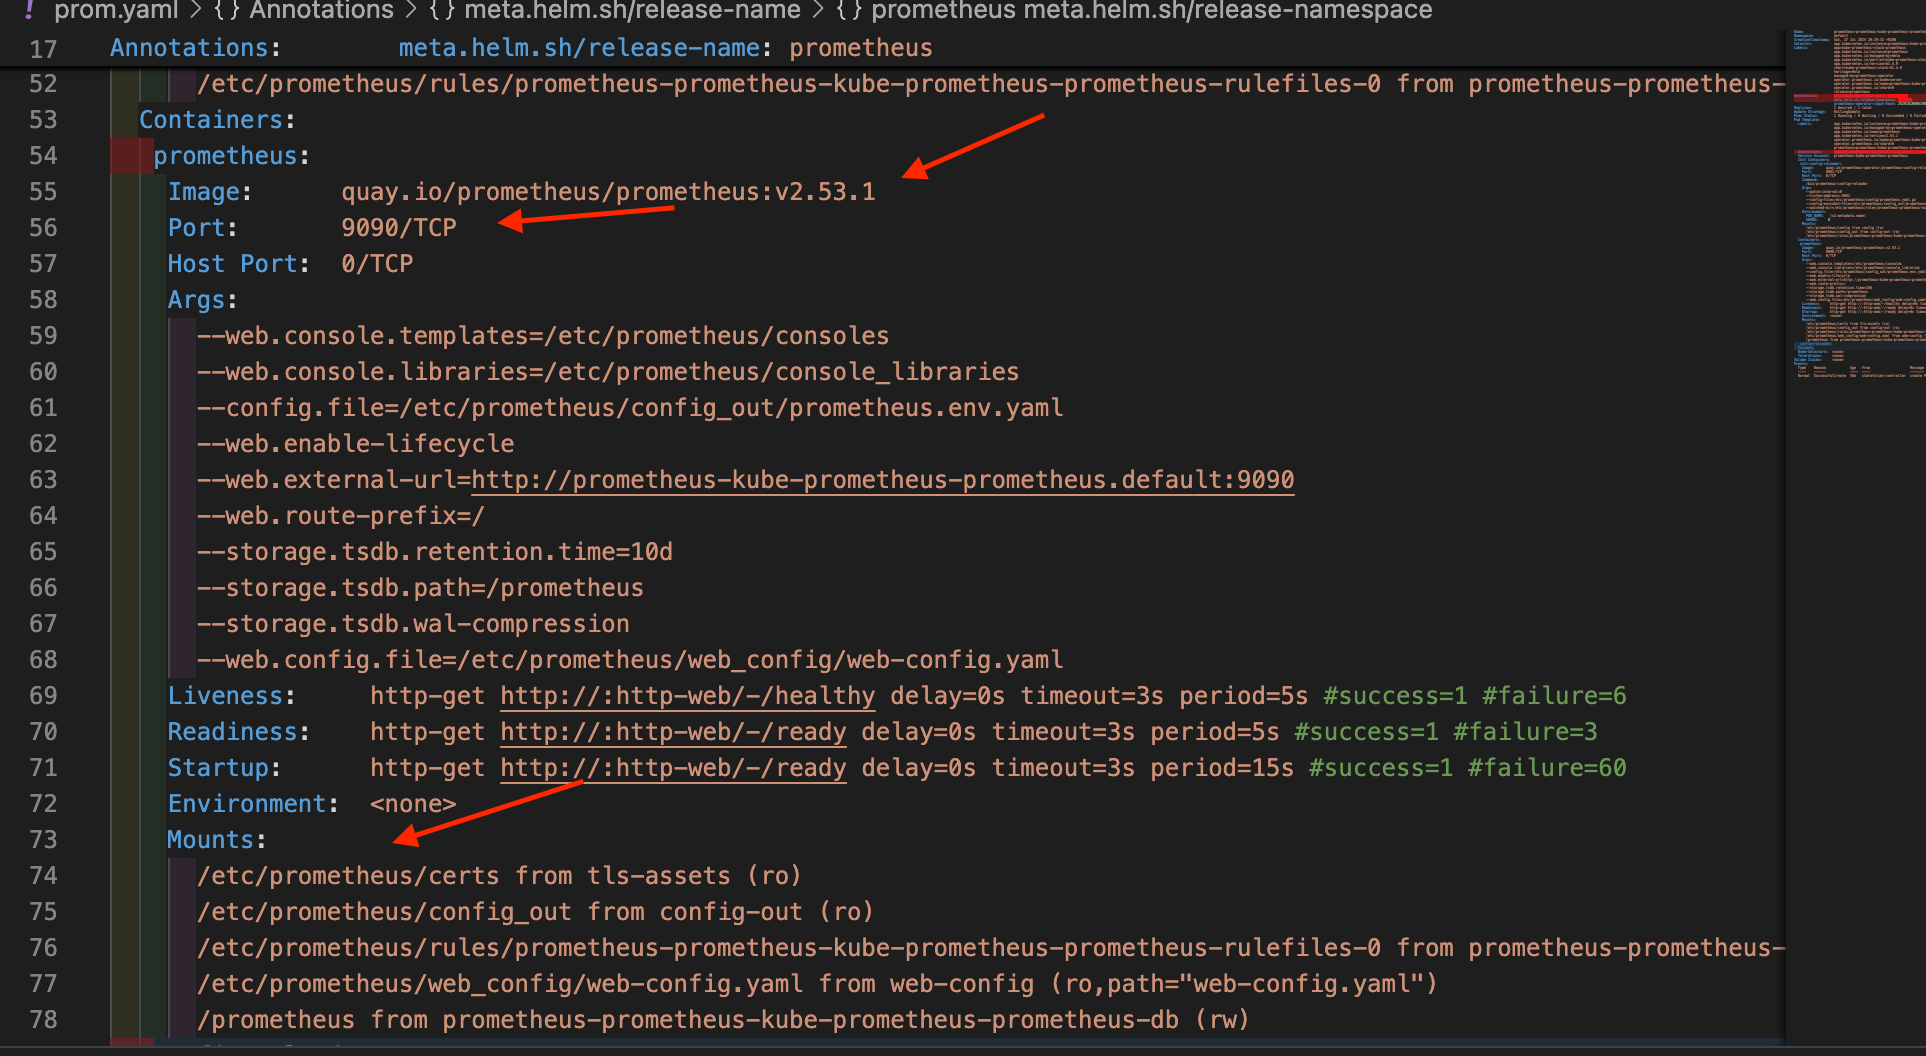 ! prom.yaml > {} Annotations > {} meta.helm.sh/release-name > {} prometheus meta.helm.sh/release-namespace
17 Annotations: meta.helm.sh/release-name: prometheus
52 /etc/prometheus/rules/prometheus-prometheus-kube-prometheus-prometheus-rulefiles-0 from prometheus-prometheus-
53 Containers:
54 prometheus:
55 Image: quay.io/prometheus/prometheus:v2.53.1
56 Port: 9090/TCP
57 Host Port: 0/TCP
58 Args:
59 --web.console.templates=/etc/prometheus/consoles
60 --web.console.libraries=/etc/prometheus/console_libraries
61 --config.file=/etc/prometheus/config_out/prometheus.env.yaml
62 --web.enable-lifecycle
63 --web.external-url=http://prometheus-kube-prometheus-prometheus.default:9090
64 --web.route-prefix=/
65 --storage.tsdb.retention.time=10d
66 --storage.tsdb.path=/prometheus
67 --storage.tsdb.wal-compression
68 --web.config.file=/etc/prometheus/web_config/web-config.yaml
69 Liveness: http-get http://:http-web/-/healthy delay=0s timeout=3s period=5s #success=1 #failure=6
70 Readiness: http-get http://:http-web/-/ready delay=0s timeout=3s period=5s #success=1 #failure=3
71 Startup: http-get http://:http-web/-/ready delay=0s timeout=3s period=15s #success=1 #failure=60
72 Environment: <none>
73 Mounts:
74 /etc/prometheus/certs from tls-assets (ro)
75 /etc/prometheus/config_out from config-out (ro)
76 /etc/prometheus/rules/prometheus-prometheus-kube-prometheus-prometheus-rulefiles-0 from prometheus-prometheus-
77 /etc/prometheus/web_config/web-config.yaml from web-config (ro,path="web-config.yaml")
78 /prometheus from prometheus-prometheus-kube-prometheus-prometheus-db (rw)